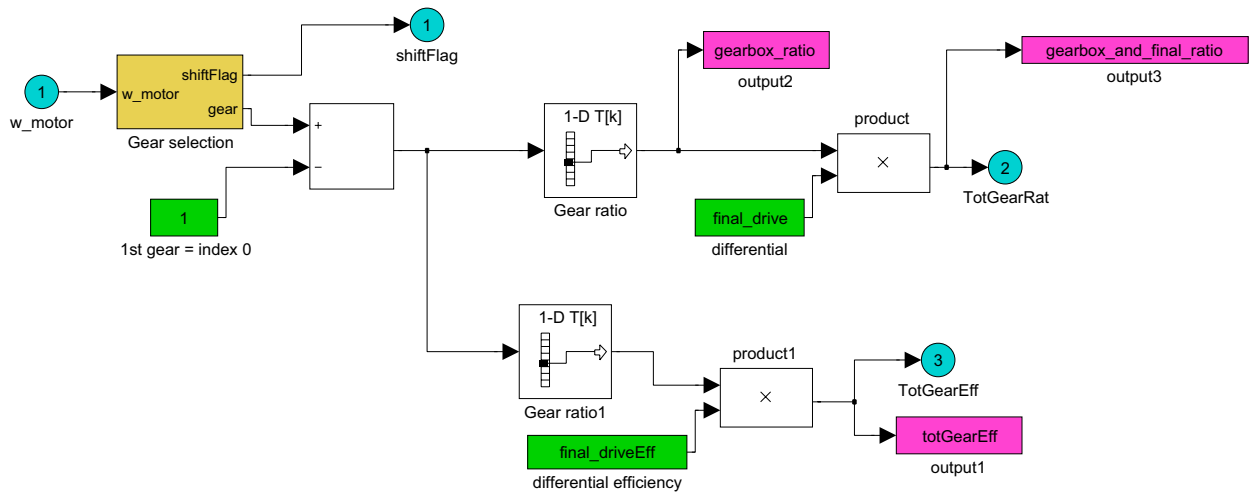 1
w_motor
shiftFlag
w_motor
gear
Gear selection
1
shiftFlag
+
−
1
1st gear = index 0
1-D T[k]
Gear ratio
gearbox_ratio
output2
product
×
final_drive
differential
gearbox_and_final_ratio
output3
2
TotGearRat
1-D T[k]
Gear ratio1
product1
×
final_driveEff
differential efficiency
3
TotGearEff
totGearEff
output1